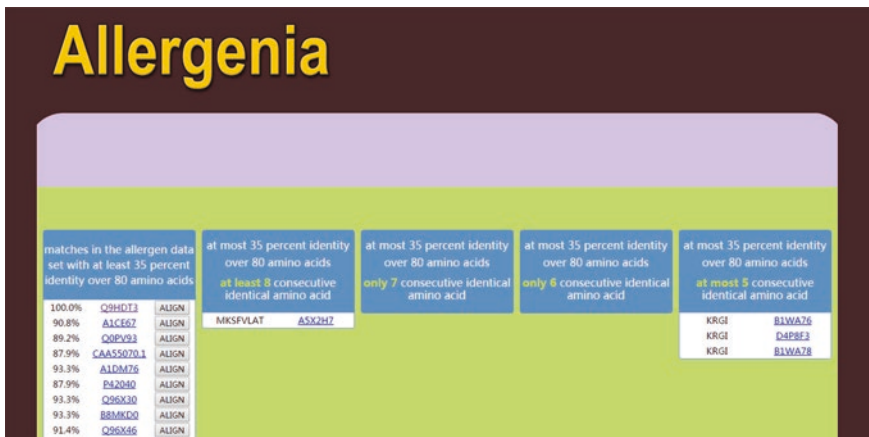 Allergenia
matches in the allergen data
set with at least 35 percent
identity over 80 amino acids
100.0% Q9HDT3 ALIGN
90.8% A1CE67 ALIGN
89.2% Q0PV93 ALIGN
87.9% CAA55070.1 ALIGN
93.3% A1DM76 ALIGN
87.9% P42040 ALIGN
93.3% Q96X30 ALIGN
93.3% B8MKD0 ALIGN
91.4% Q96X46 ALIGN
at most 35 percent identity
over 80 amino acids
at least 8 consecutive
identical amino acid
MKSFVLAT A5X2H7
at most 35 percent identity
over 80 amino acids
only 7 consecutive identical
amino acid
at most 35 percent identity
over 80 amino acids
only 6 consecutive identical
amino acid
at most 35 percent identity
over 80 amino acids
at most 5 consecutive
identical amino acid
KRGI B1WA76
KRGI D4P8F3
KRGI B1WA78